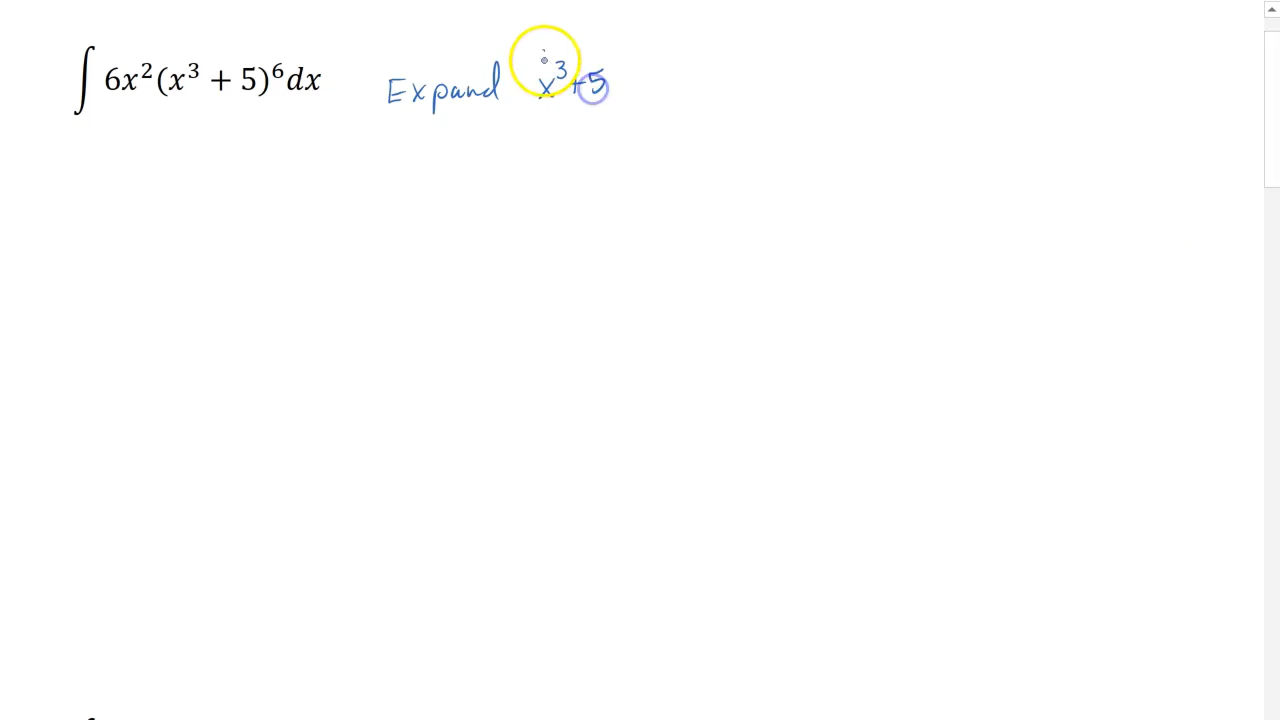 ∫ 6x²(x³ + 5)⁶dx Expand x³+5